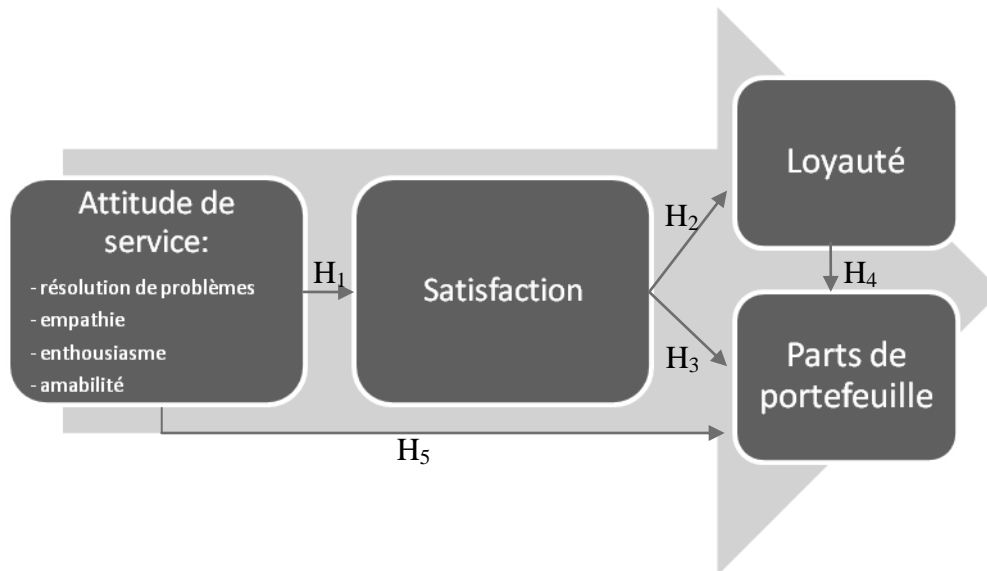 Attitude de
service:
- résolution de problèmes
- empathie
- enthousiasme
- amabilité
H₁
Satisfaction
H₂
H₃
Loyauté
H₄
Parts de
portefeuille
H₅